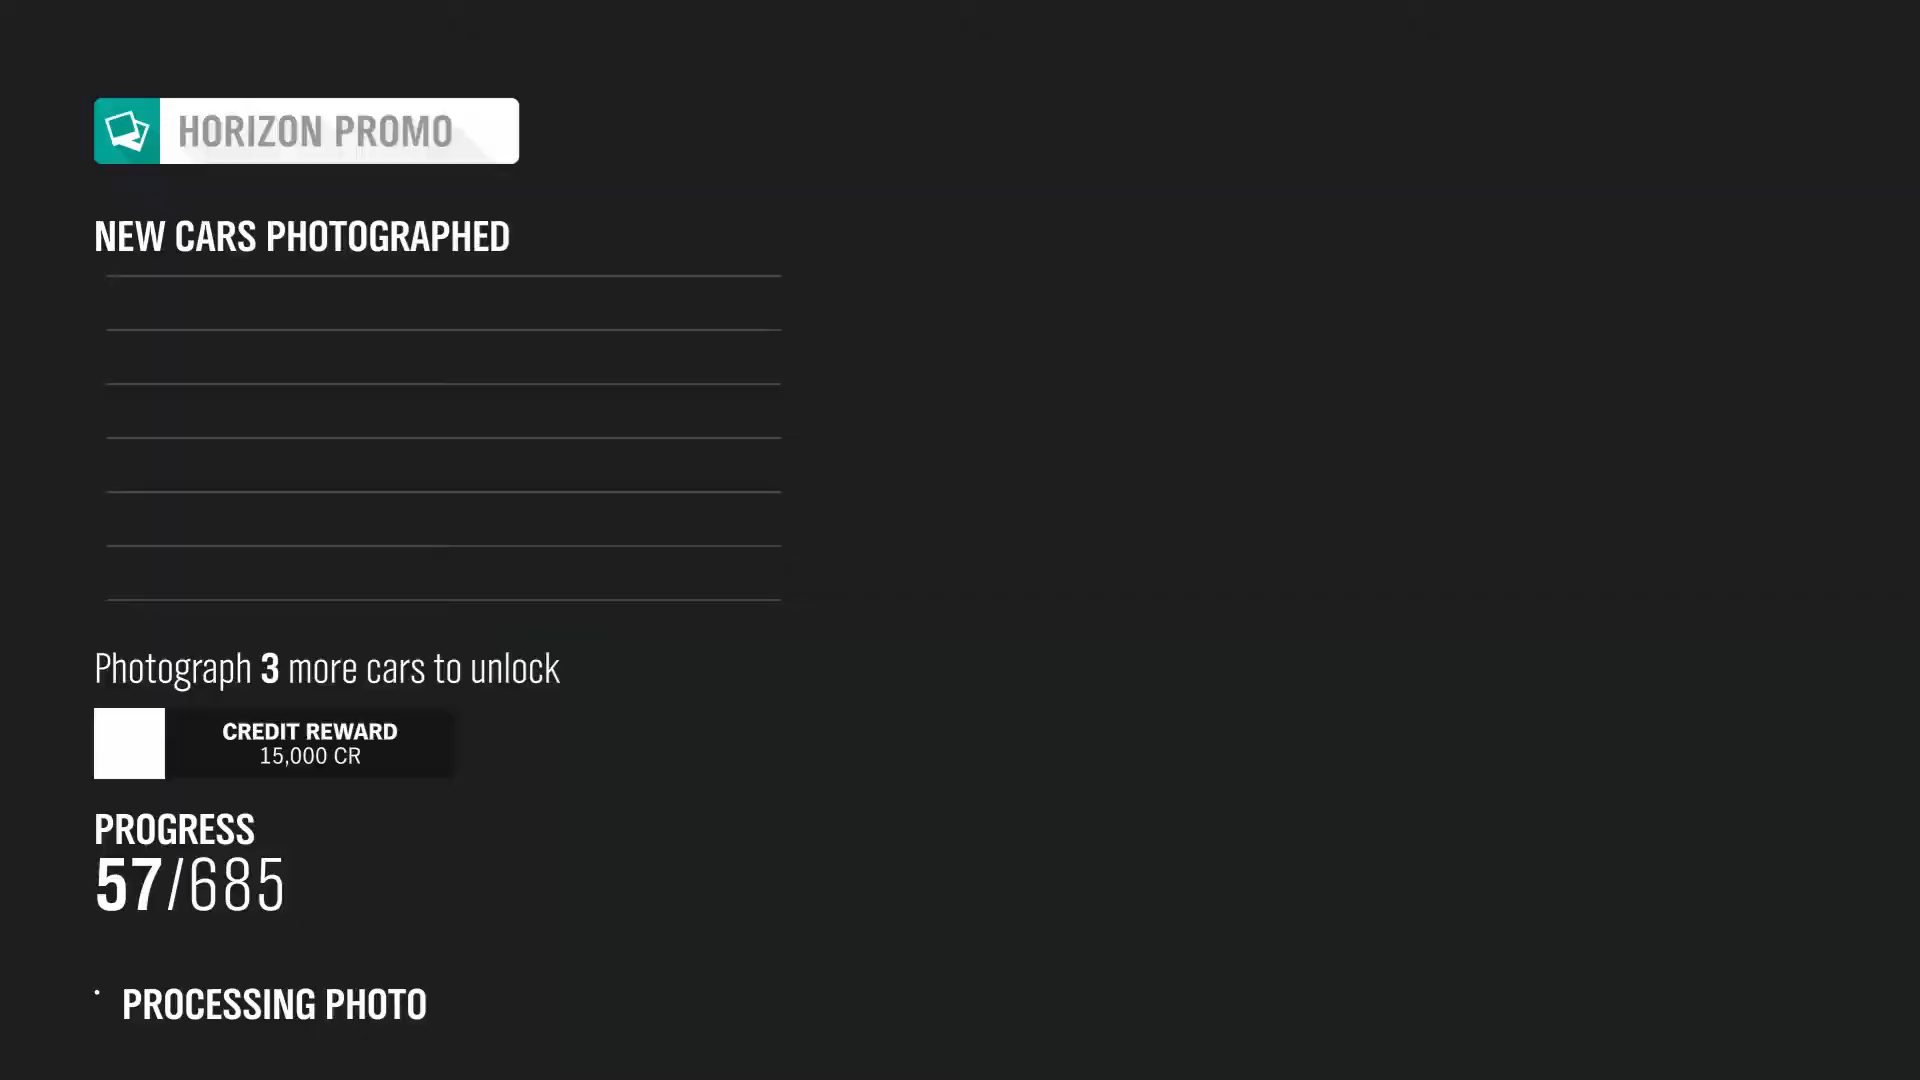 HORIZON PROMO
NEW CARS PHOTOGRAPHED
Photograph 3 more cars to unlock
CREDIT REWARD
15,000 CR
PROGRESS
57/685
PROCESSING PHOTO